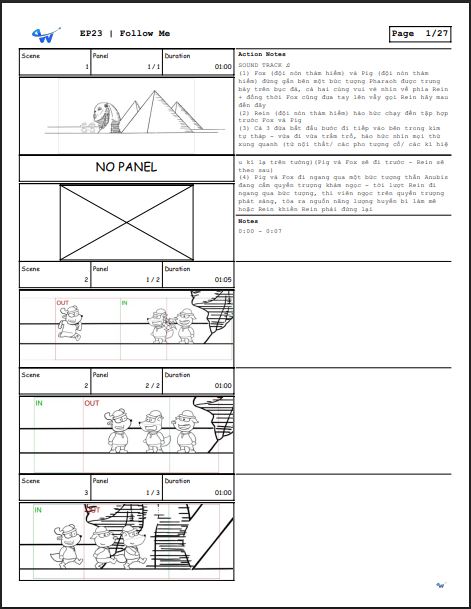 EP23 | Follow Me
Page 1/27
Scene
1
Panel
1 / 1
Duration
01:00
Action Notes
SOUND TRACK
(1) Fox (đội nón thám hiểm) và Pig (đội nón thám
hiểm) đứng gần bên một bức tượng Pharaoh được trưng
bày trên bục đá, cả hai cùng vui vẻ nhìn về phía Rein
+ đồng thời Fox cũng đưa tay lên vẫy gọi Rein hãy mau
đến đây
(2) Rein (đội nón thám hiểm) háo hức chạy đến tập hợp
trước Fox và Pig
(3) Cả 3 đứa bắt đầu bước đi tiếp vào bên trong kim
tự tháp - vừa đi vừa trầm trồ, háo hức nhìn mọi thứ
xung quanh (từ nội thất/ các pho tượng cổ/ các kí hiệ
NO PANEL
u kì lạ trên tường)(Pig và Fox sẽ đi trước - Rein sẽ
theo sau)
(4) Pig và Fox đi ngang qua một bức tượng thần Anubis
đang cầm quyền trượng khảm ngọc - tới lượt Rein đi
ngang qua bức tượng, thì viên ngọc trên quyền trượng
phát sáng, tỏa ra nguồn năng lượng huyền bí làm mê
hoặc Rein khiến Rein phải đứng lại
Notes
0:00 - 0:07
Scene
2
Panel
1 / 2
Duration
01:05
OUT
IN
Scene
2
Panel
2 / 2
Duration
01:00
IN
OUT
Scene
3
Panel
1 / 3
Duration
01:00
IN
OUT